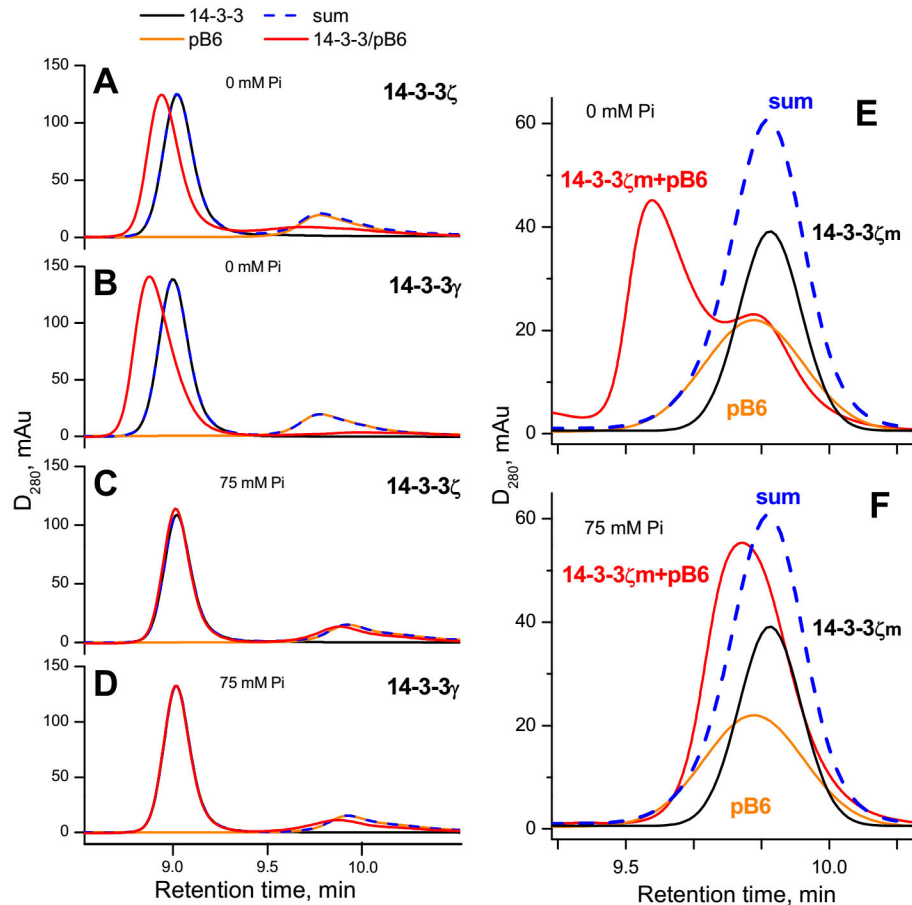 14-3-3 sum
pB6 14-3-3/pB6
A 0 mM Pi 14-3-3ζ
150
100
50
0
B 0 mM Pi 14-3-3γ
150
100
50
0
C 75 mM Pi 14-3-3ζ
150
100
50
0
D 75 mM Pi 14-3-3γ
150
100
50
0
D280, mAu
9.0 9.5 10.0
Retention time, min
E
0 mM Pi
sum
14-3-3ζm+pB6
14-3-3ζm
pB6
60
40
20
0
F
75 mM Pi
sum
14-3-3ζm+pB6
14-3-3ζm
pB6
60
40
20
0
D280, mAu
9.5 10.0
Retention time, min